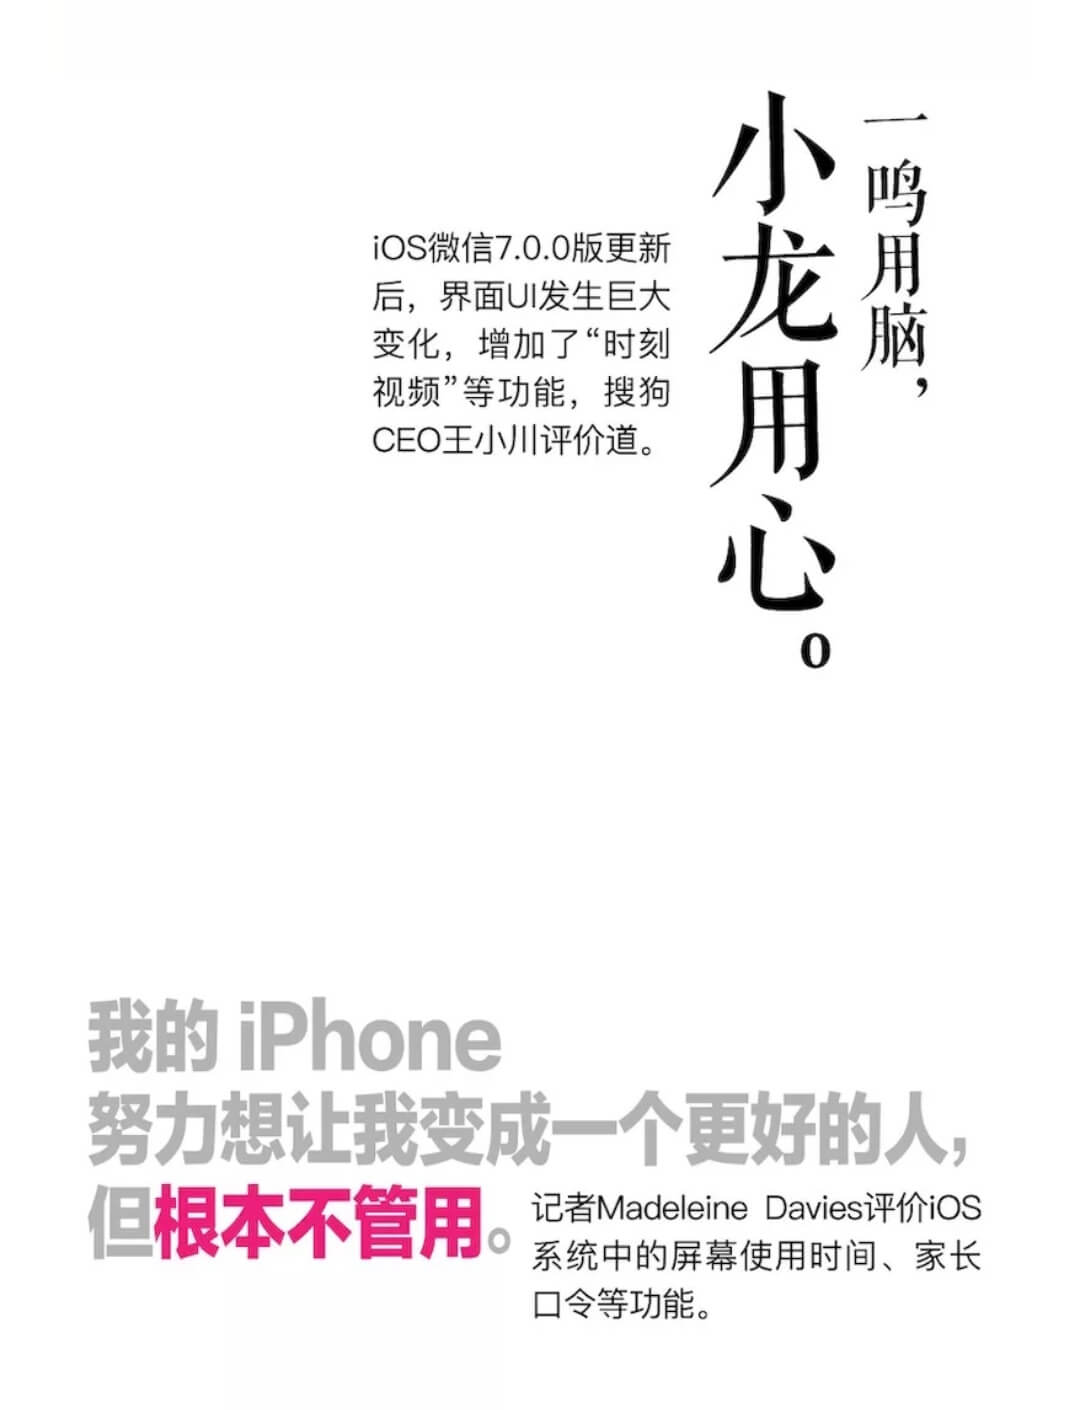 一鸣用脑，
小龙用心。
iOS微信7.0.0版更新
后，界面UI发生巨大
变化，增加了“时刻
视频”等功能，搜狗
CEO王小川评价道。
我的 iPhone
努力想让我变成一个更好的人，
但根本不管用。
记者Madeleine Davies评价iOS
系统中的屏幕使用时间、家长
口令等功能。